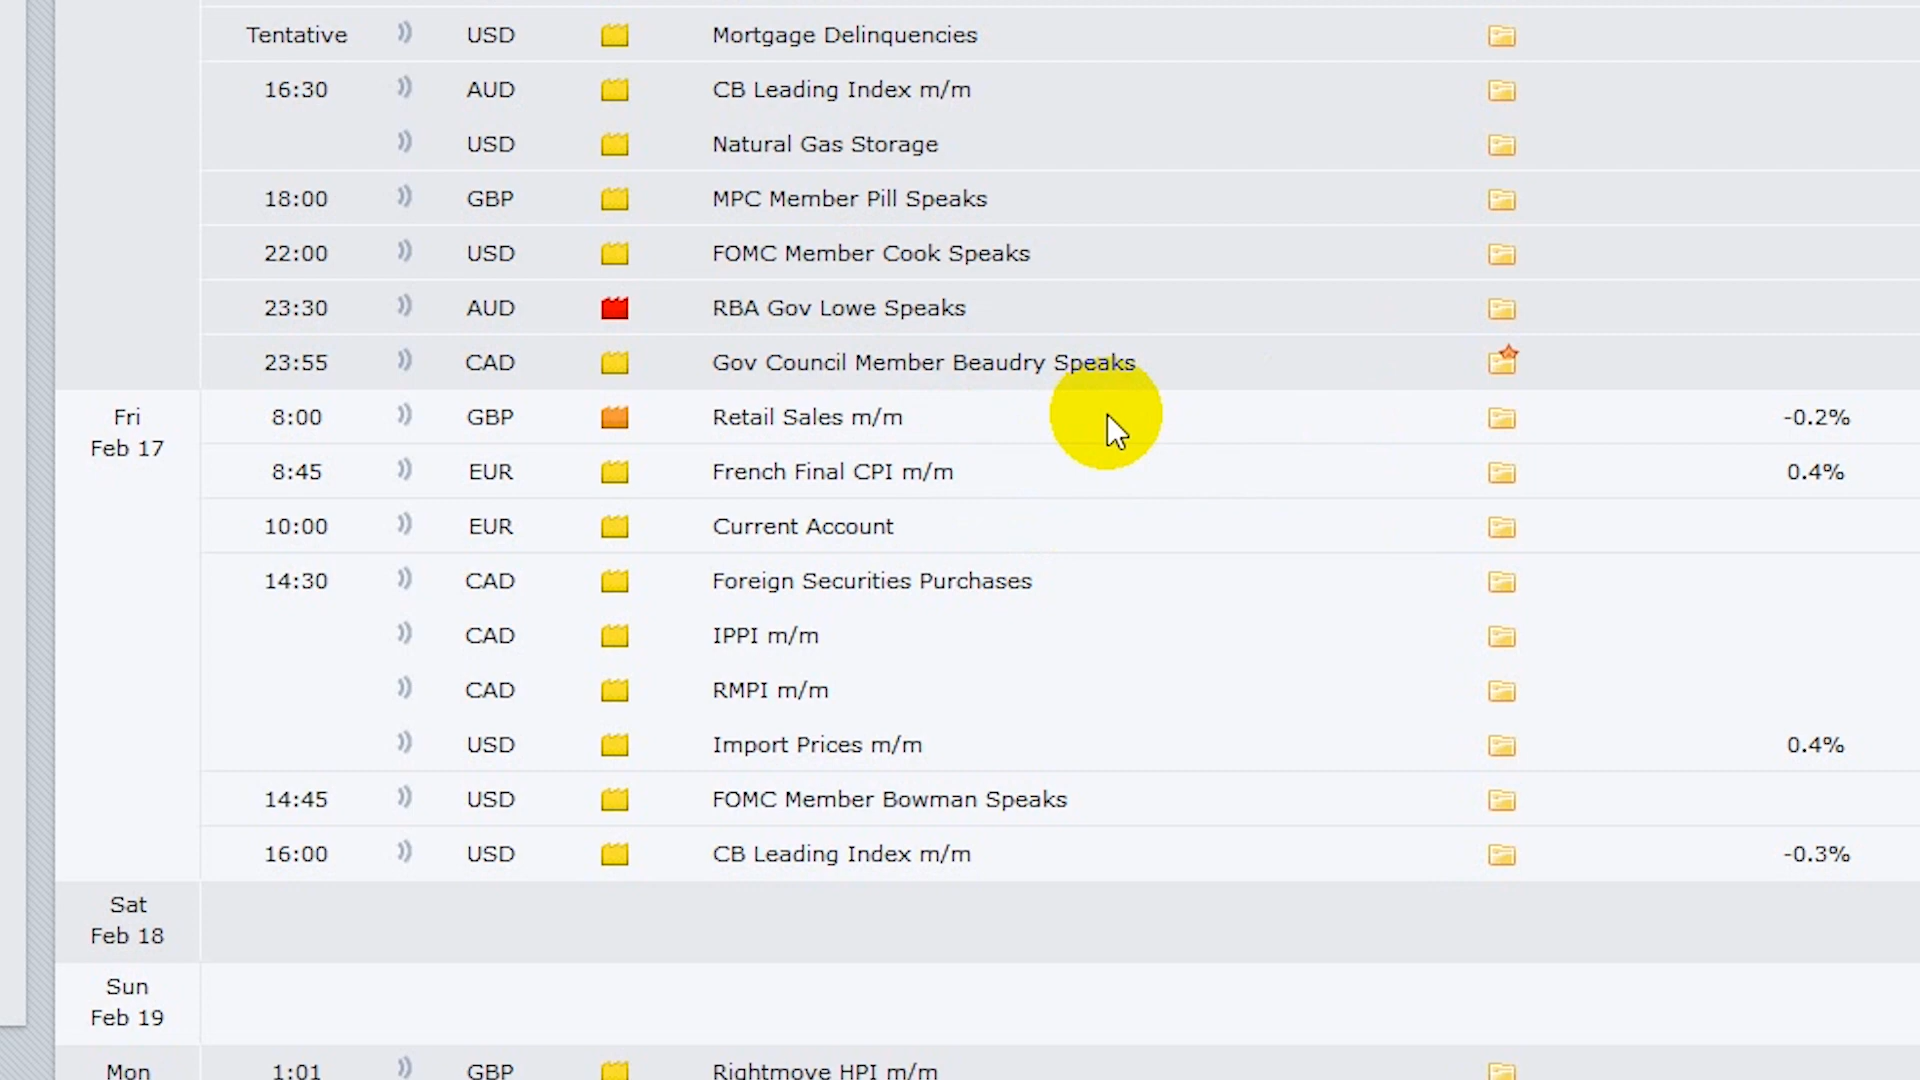 Tentative USD Mortgage Delinquencies
16:30 AUD CB Leading Index m/m
USD Natural Gas Storage
18:00 GBP MPC Member Pill Speaks
22:00 USD FOMC Member Cook Speaks
23:30 AUD RBA Gov Lowe Speaks
23:55 CAD Gov Council Member Beaudry Speaks
Fri 8:00 GBP Retail Sales m/m -0.2%
Feb 17
8:45 EUR French Final CPI m/m 0.4%
10:00 EUR Current Account
14:30 CAD Foreign Securities Purchases
CAD IPPI m/m
CAD RMPI m/m
USD Import Prices m/m 0.4%
14:45 USD FOMC Member Bowman Speaks
16:00 USD CB Leading Index m/m -0.3%
Sat
Feb 18
Sun
Feb 19
Mon 1:01 GBP Rightmove HPI m/m